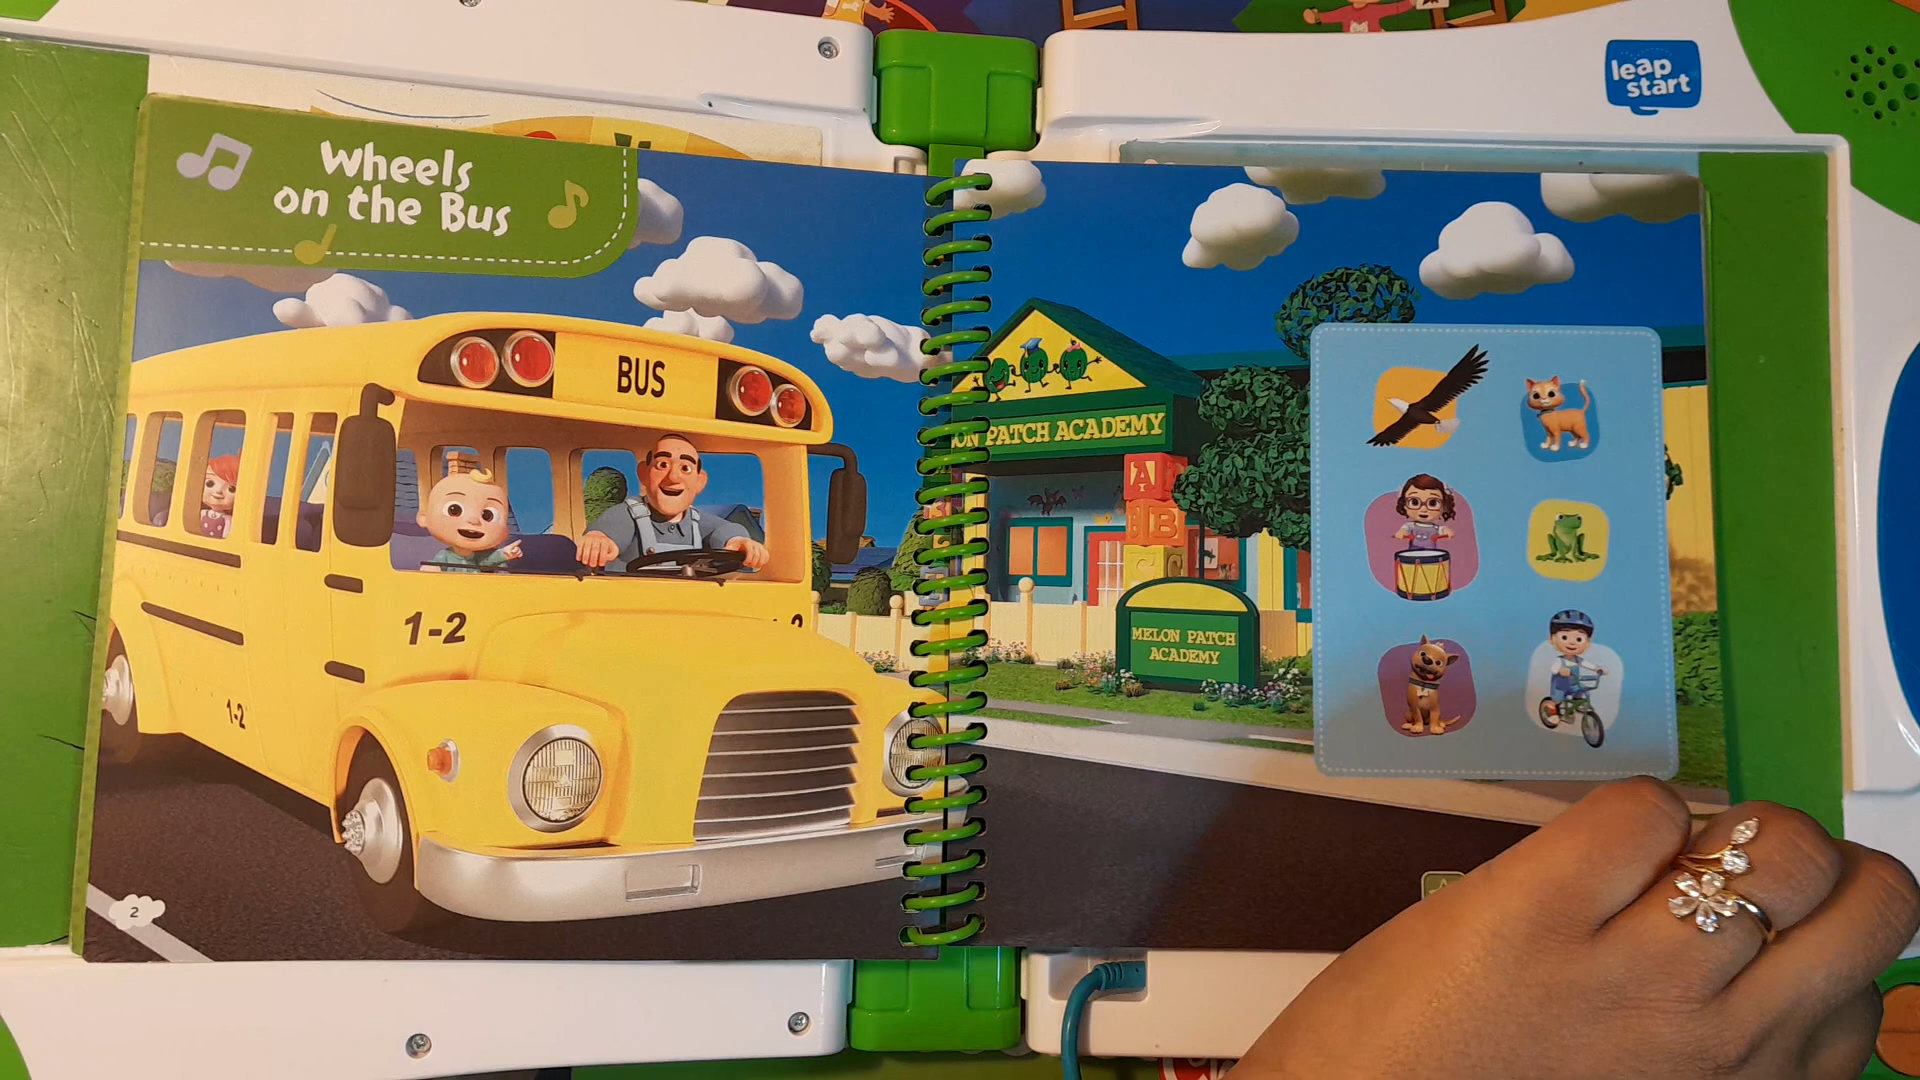 leap
start
Wheels
on the Bus
BUS
1-2
1-2
2
PATCH ACADEMY
A
B
C
MELON PATCH
ACADEMY